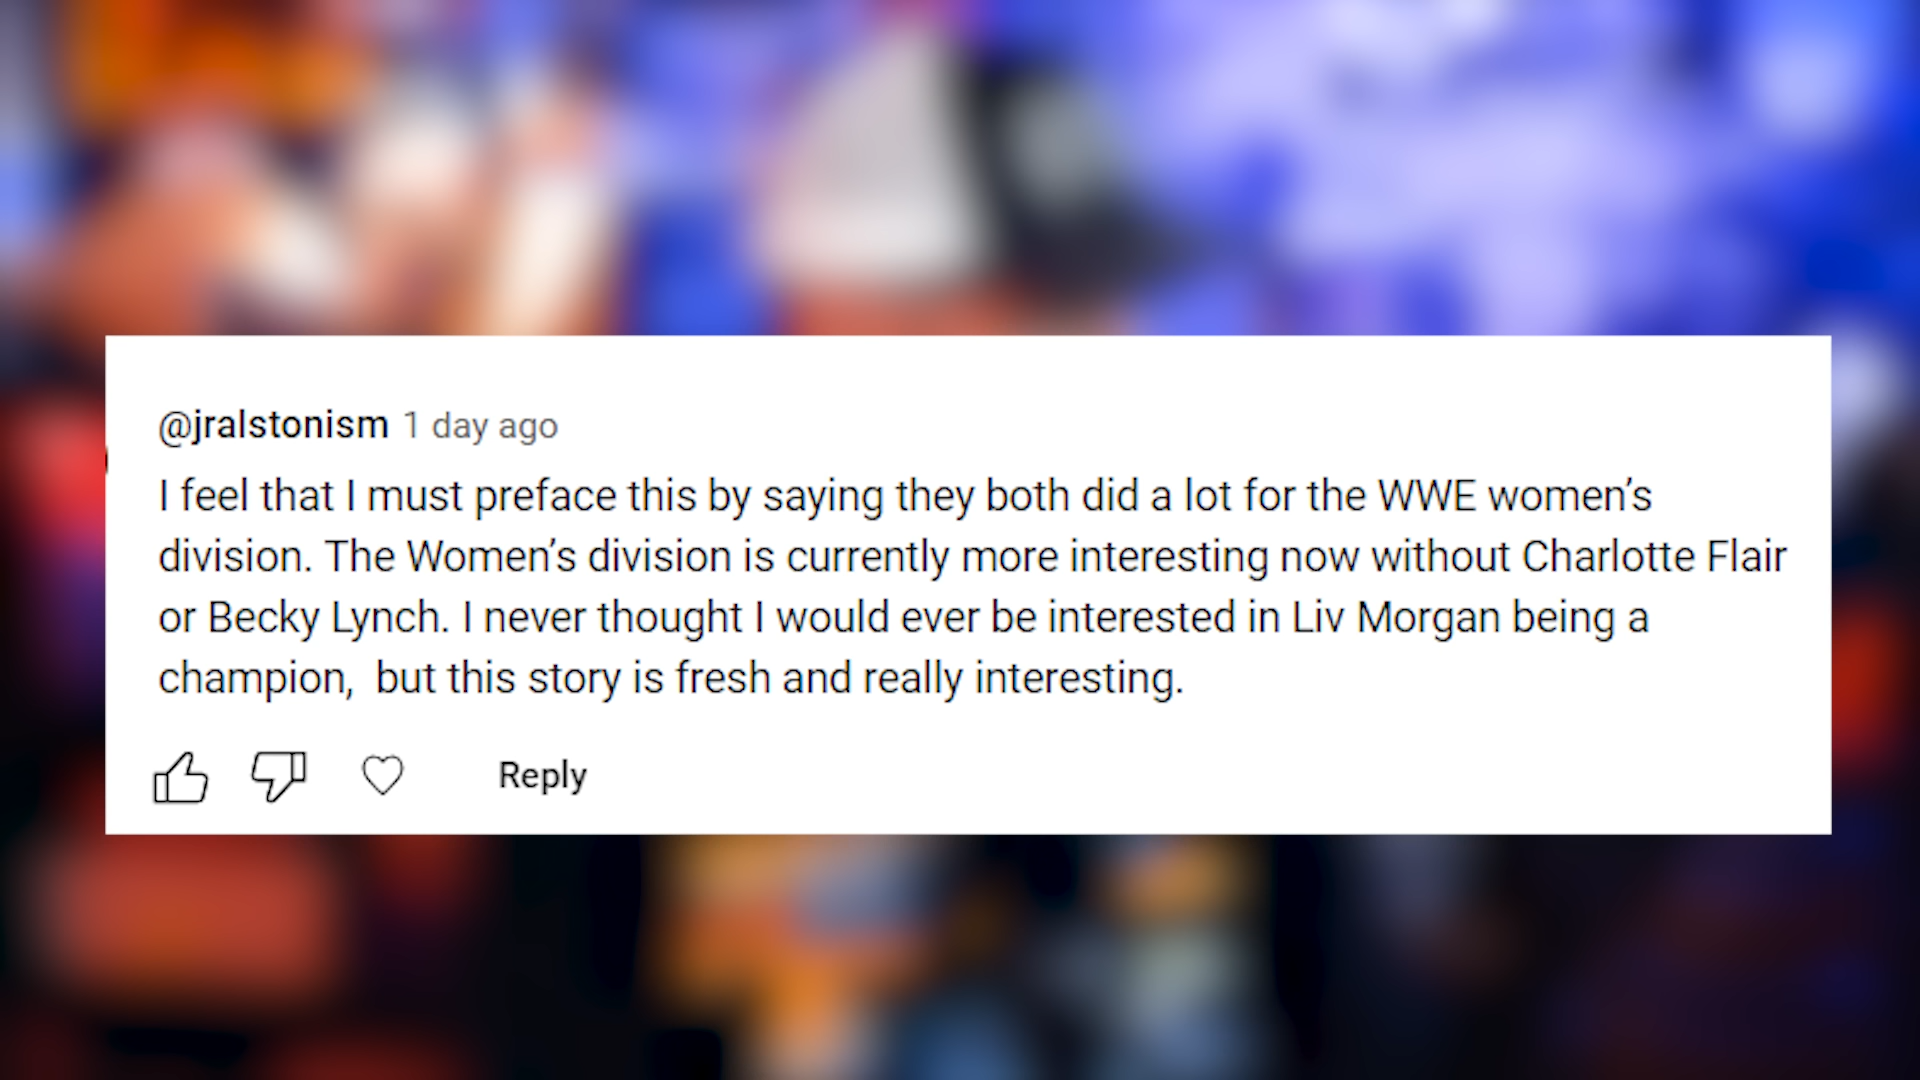 @jralstonism 1 day ago
I feel that I must preface this by saying they both did a lot for the WWE women’s
division. The Women’s division is currently more interesting now without Charlotte Flair
or Becky Lynch. I never thought I would ever be interested in Liv Morgan being a
champion,  but this story is fresh and really interesting.
Reply